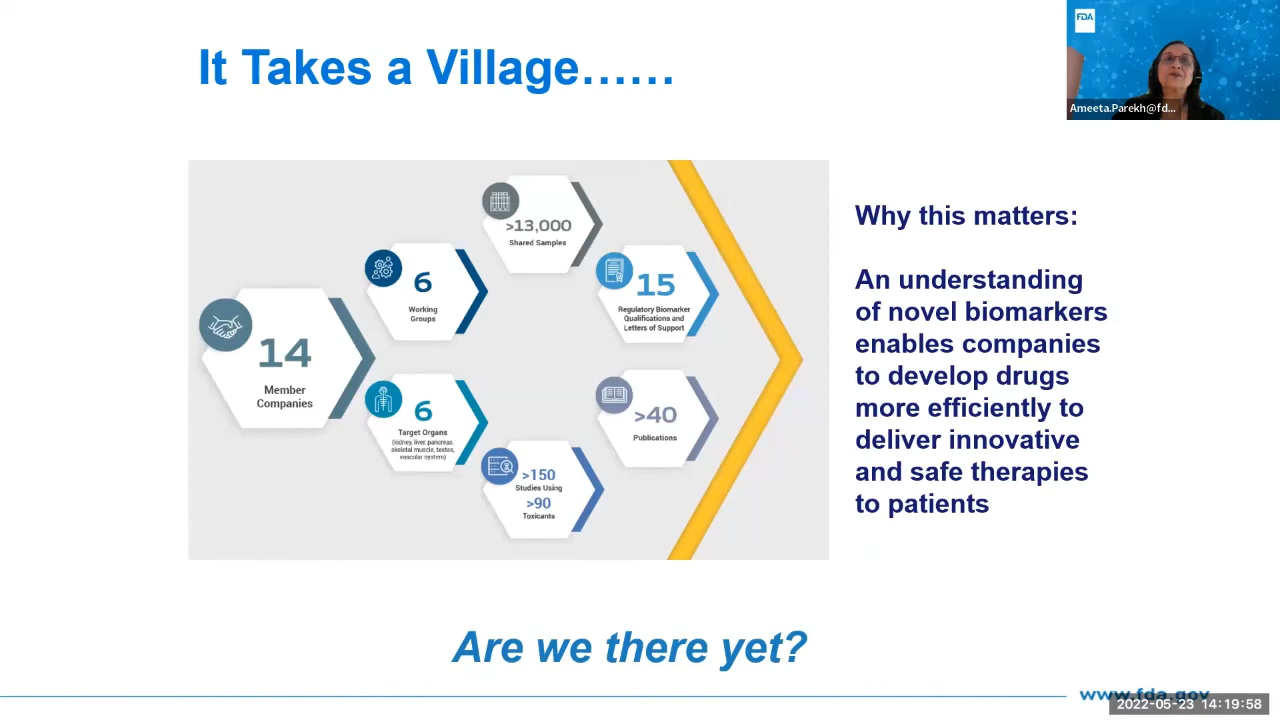 It Takes a Village……
FDA
Ameeta.Parekh@fd...
14
Member
Companies
6
Working
Groups
6
Target Organs
(kidney, liver, pancreas,
skeletal muscle, testes,
vascular system)
>13,000
Shared Samples
>150
Studies Using
>90
Toxicants
15
Regulatory Biomarker
Qualifications and
Letters of Support
>40
Publications
Why this matters:
An understanding
of novel biomarkers
enables companies
to develop drugs
more efficiently to
deliver innovative
and safe therapies
to patients
Are we there yet?
www.fda.gov
2022-05-23 14:19:58